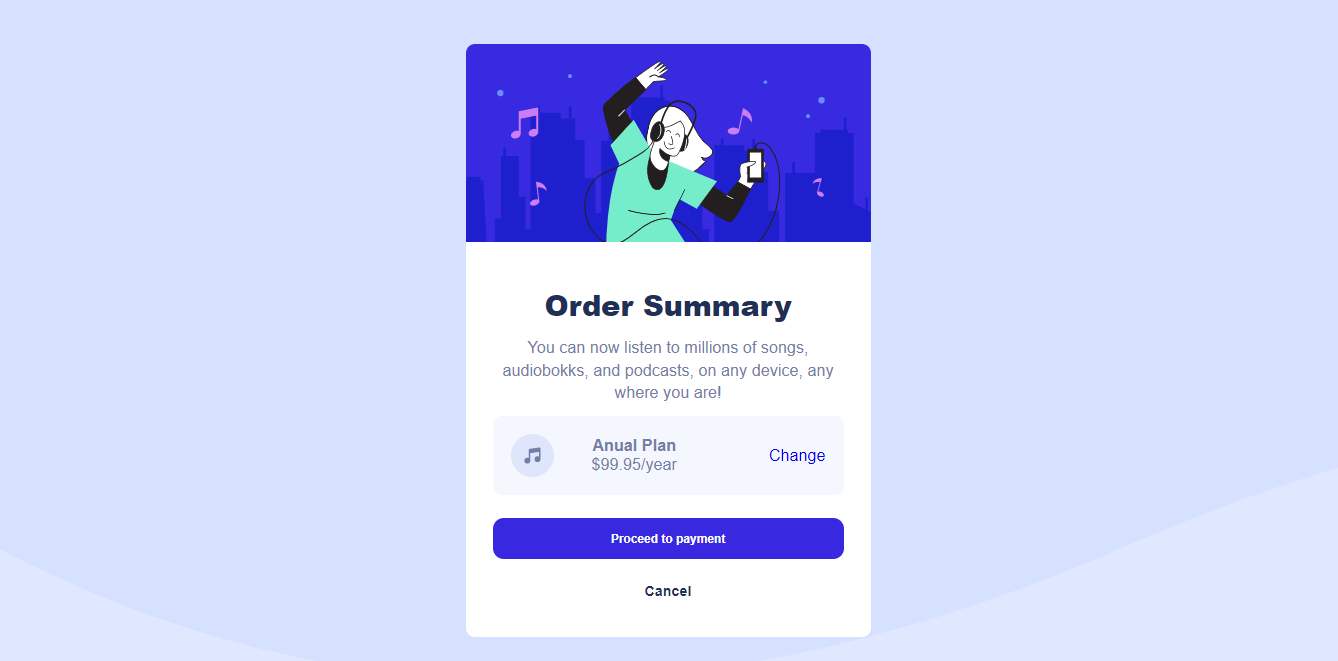 Order Summary
You can now listen to millions of songs,
audiobokks, and podcasts, on any device, any
where you are!
Anual Plan
$99.95/year
Change
Proceed to payment
Cancel